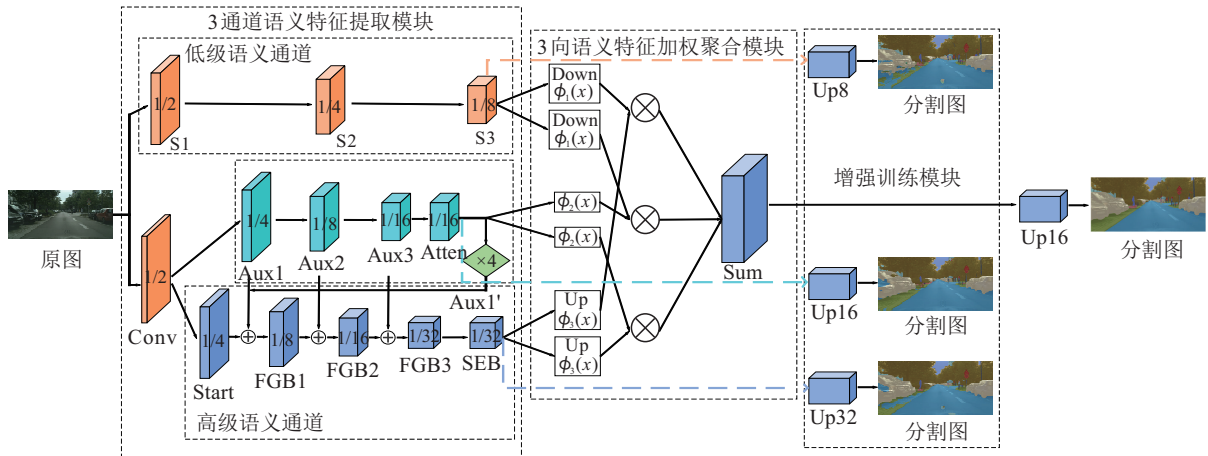 3通道语义特征提取模块
低级语义通道
1/2
S1
1/4
S2
1/8
S3
原图
1/2
Conv
1/4
Aux1
1/8
Aux2
1/16
Aux3
1/16
Atten
×4
Aux1'
1/4
Start
1/8
FGB1
1/16
FGB2
1/32
FGB3
1/32
SEB
高级语义通道
3向语义特征加权聚合模块
Down
ϕ₁(x)
Down
ϕ₁(x)
ϕ₂(x)
ϕ₂(x)
Up
ϕ₃(x)
Up
ϕ₃(x)
Sum
Up8
分割图
增强训练模块
Up16
分割图
Up16
分割图
Up32
分割图